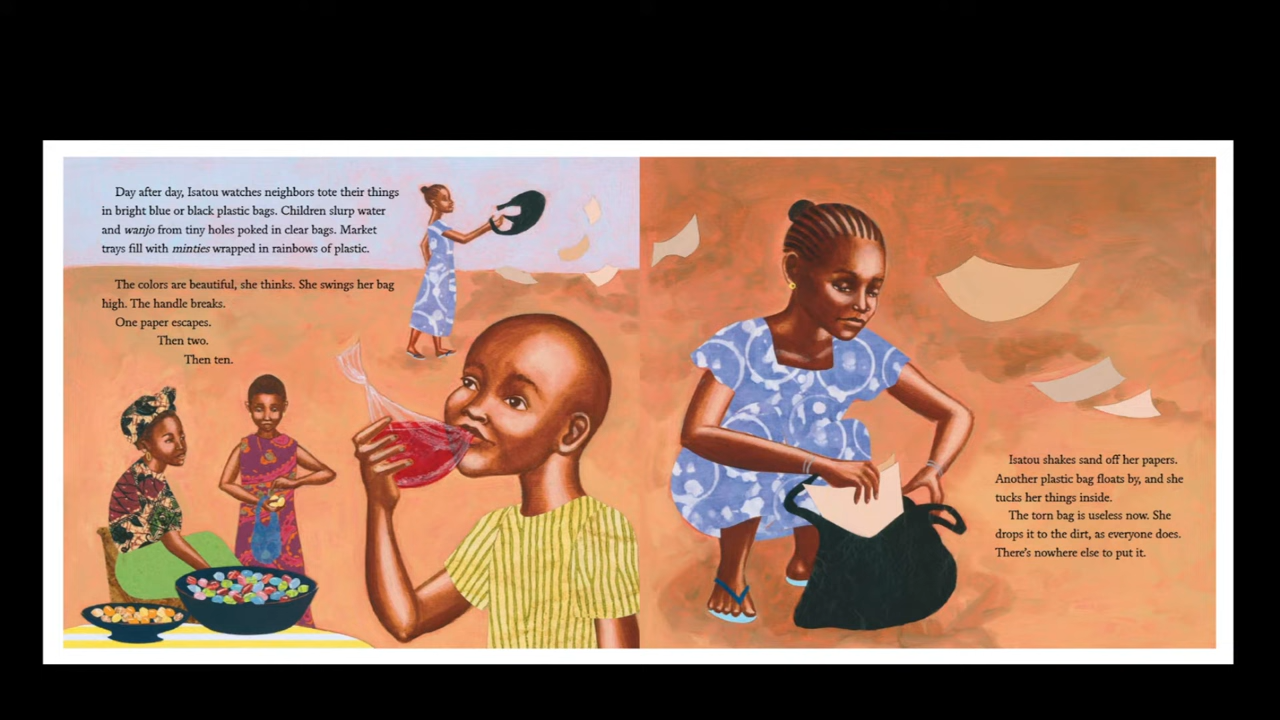 Day after day, Isatou watches neighbors tote their things
in bright blue or black plastic bags. Children slurp water
and wanjo from tiny holes poked in clear bags. Market
trays fill with minties wrapped in rainbows of plastic.
The colors are beautiful, she thinks. She swings her bag
high. The handle breaks.
One paper escapes.
Then two.
Then ten.
Isatou shakes sand off her papers.
Another plastic bag floats by, and she
tucks her things inside.
The torn bag is useless now. She
drops it to the dirt, as everyone does.
There's nowhere else to put it.